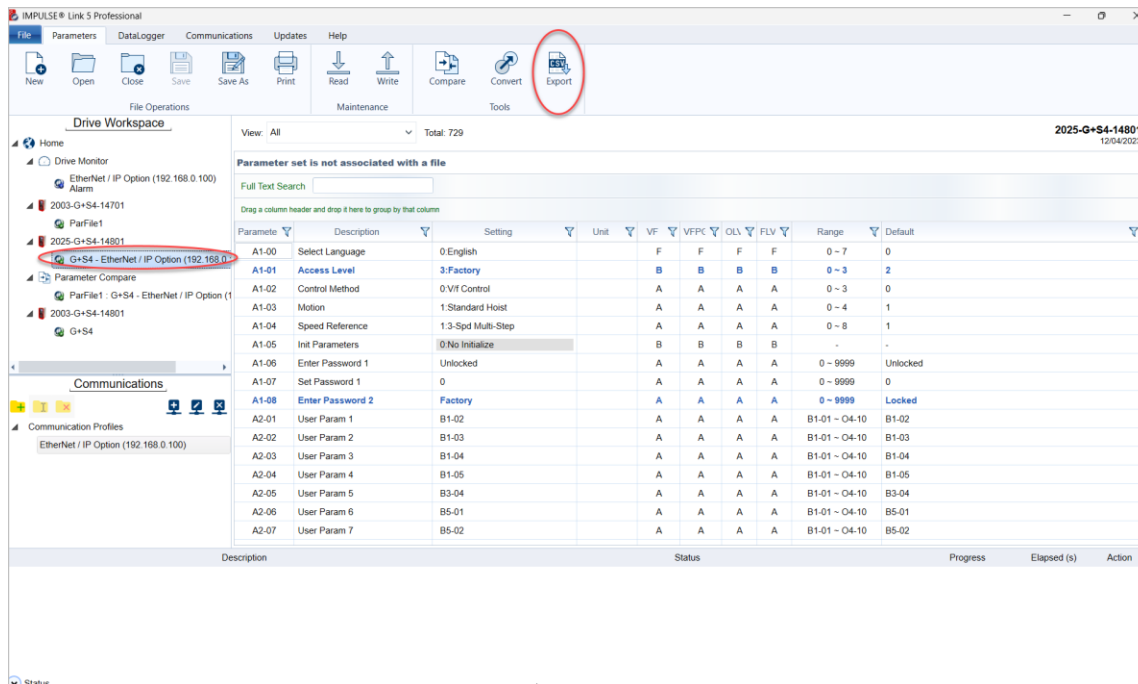 IMPULSE® Link 5 Professional
File Parameters DataLogger Communications Updates Help
New Open Close Save Save As Print Read Write Compare Convert CSV Export
File Operations Maintenance Tools
Drive Workspace
Home
Drive Monitor
EtherNet / IP Option (192.168.0.100)
Alarm
2003-G+S4-14701
ParFile1
2025-G+S4-14801
G+S4 - EtherNet / IP Option (192.168.0.
Parameter Compare
ParFile1 : G+S4 - EtherNet / IP Option (1
2003-G+S4-14801
G+S4
Communications
Communication Profiles
EtherNet / IP Option (192.168.0.100)
View: All Total: 729
2025-G+S4-14801
12/04/2023
Parameter set is not associated with a file
Full Text Search
Drag a column header and drop it here to group by that column
Paramete Description Setting Unit VF VFPC OLV FLV Range Default
A1-00 Select Language 0:English F F F F 0 ~ 7 0
A1-01 Access Level 3:Factory B B B B 0 ~ 3 2
A1-02 Control Method 0:V/f Control A A A A 0 ~ 3 0
A1-03 Motion 1:Standard Hoist A A A A 0 ~ 4 1
A1-04 Speed Reference 1:3-Spd Multi-Step A A A A 0 ~ 8 1
A1-05 Init Parameters 0:No Initialize B B B B - -
A1-06 Enter Password 1 Unlocked A A A A 0 ~ 9999 Unlocked
A1-07 Set Password 1 0 A A A A 0 ~ 9999 0
A1-08 Enter Password 2 Factory A A A A 0 ~ 9999 Locked
A2-01 User Param 1 B1-02 A A A A B1-01 ~ O4-10 B1-02
A2-02 User Param 2 B1-03 A A A A B1-01 ~ O4-10 B1-03
A2-03 User Param 3 B1-04 A A A A B1-01 ~ O4-10 B1-04
A2-04 User Param 4 B1-05 A A A A B1-01 ~ O4-10 B1-05
A2-05 User Param 5 B3-04 A A A A B1-01 ~ O4-10 B3-04
A2-06 User Param 6 B5-01 A A A A B1-01 ~ O4-10 B5-01
A2-07 User Param 7 B5-02 A A A A B1-01 ~ O4-10 B5-02
Description Status Progress Elapsed (s) Action
Status